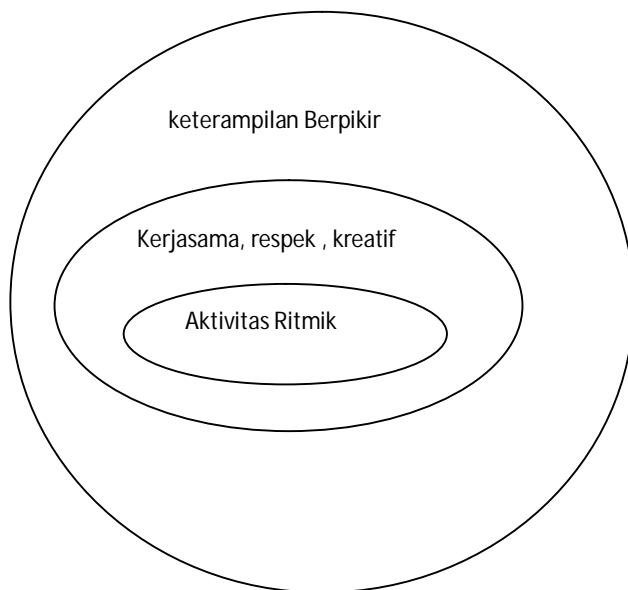 keterampilan Berpikir
Kerjasama, respek , kreatif
Aktivitas Ritmik